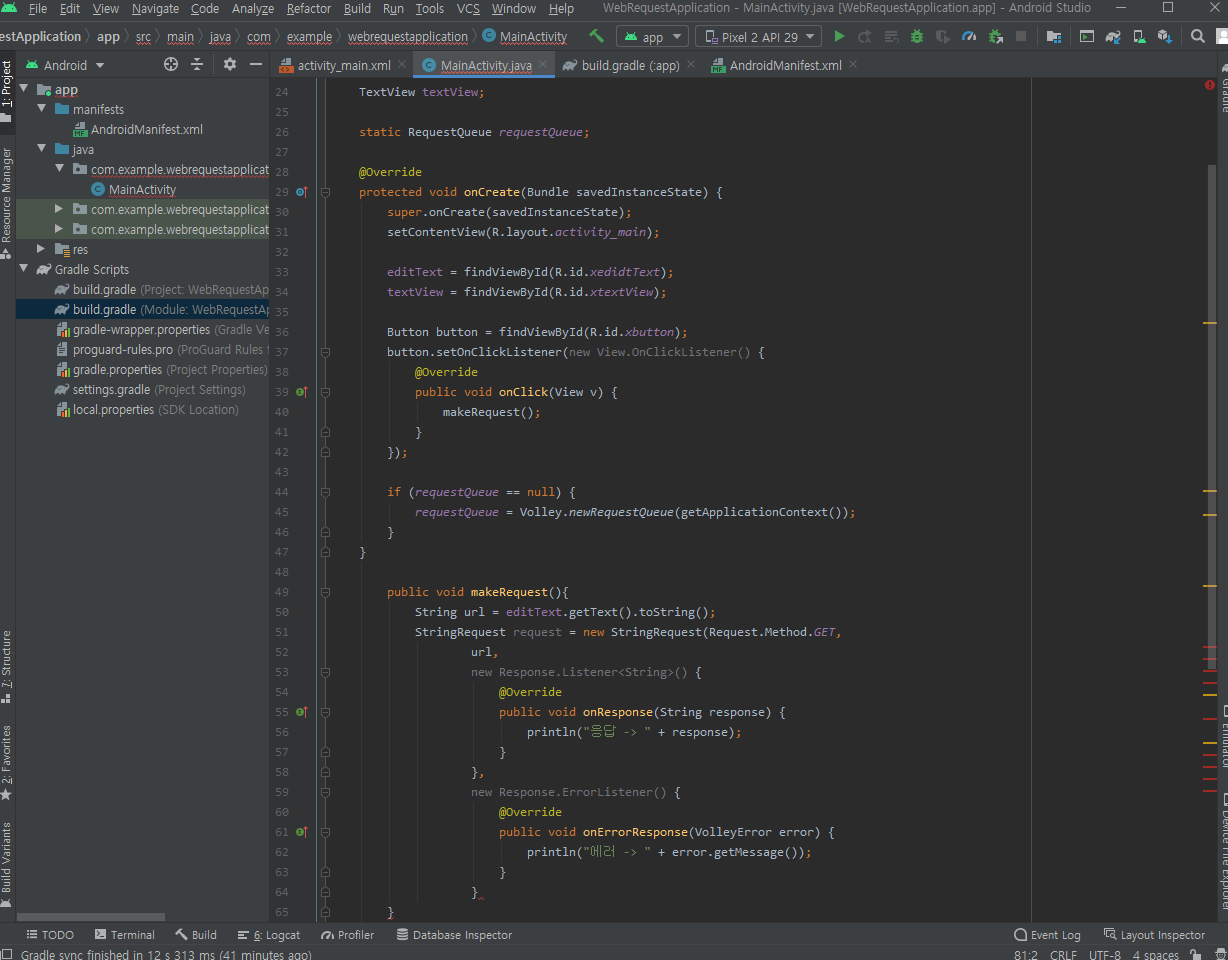 File Edit View Navigate Code Analyze Refactor Build Run Tools VCS Window Help WebRequestApplication - MainActivity.java [WebRequestApplication.app] - Android Studio
estApplication app src main java com example webrequestapplication MainActivity app Pixel 2 API 29
Android activity_main.xml MainActivity.java build.gradle (:app) AndroidManifest.xml
1: Project
Resource Manager
7: Structure
2: Favorites
Build Variants
app
manifests
AndroidManifest.xml
java
com.example.webrequestapplicat
MainActivity
com.example.webrequestapplicat
com.example.webrequestapplicat
res
Gradle Scripts
build.gradle (Project: WebRequestAp
build.gradle (Module: WebRequestAp
gradle-wrapper.properties (Gradle Ve
proguard-rules.pro (ProGuard Rules f
gradle.properties (Project Properties)
settings.gradle (Project Settings)
local.properties (SDK Location)
24 TextView textView;
25
26 static RequestQueue requestQueue;
27
28 @Override
29 protected void onCreate(Bundle savedInstanceState) {
30 super.onCreate(savedInstanceState);
31 setContentView(R.layout.activity_main);
32
33 editText = findViewById(R.id.xedidtText);
34 textView = findViewById(R.id.xtextView);
35
36 Button button = findViewById(R.id.xbutton);
37 button.setOnClickListener(new View.OnClickListener() {
38 @Override
39 public void onClick(View v) {
40 makeRequest();
41 }
42 });
43
44 if (requestQueue == null) {
45 requestQueue = Volley.newRequestQueue(getApplicationContext());
46 }
47 }
48
49 public void makeRequest(){
50 String url = editText.getText().toString();
51 StringRequest request = new StringRequest(Request.Method.GET,
52 url,
53 new Response.Listener<String>() {
54 @Override
55 public void onResponse(String response) {
56 println("응답 -> " + response);
57 }
58 },
59 new Response.ErrorListener() {
60 @Override
61 public void onErrorResponse(VolleyError error) {
62 println("에러 -> " + error.getMessage());
63 }
64 }
65 }
Gradle
Emulator
Device File Explorer
TODO Terminal Build 6: Logcat Profiler Database Inspector Event Log Layout Inspector
Gradle sync finished in 12 s 313 ms (41 minutes ago) 81:2 CRLF UTF-8 4 spaces